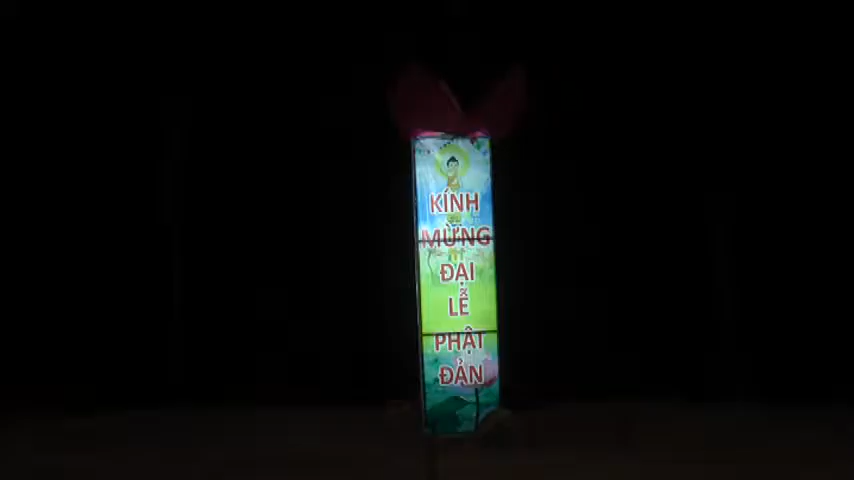 KÍNH
MỪNG
ĐẠI
LỄ
PHẬT
ĐẢN